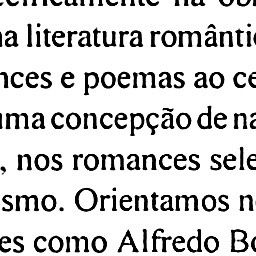 na literatura românti
nces e poemas ao ce
uma concepção de na
, nos romances sele
ismo. Orientamos n
es como Alfredo Bo